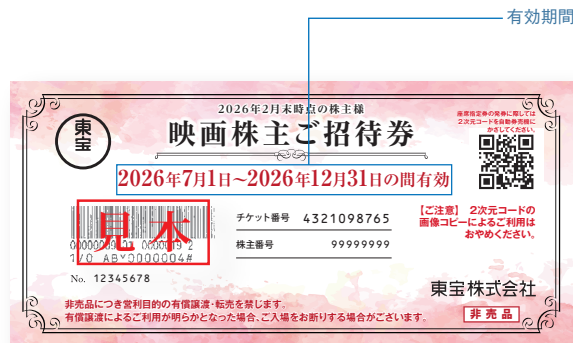 有効期間
2026年2月末時点の株主様
東宝
映画株主ご招待券
座席指定券の発券に際しては
2次元コードを自動券売機に
かざしてください。
2026年7月1日～2026年12月31日の間有効
見本
チケット番号 4321098765
株主番号 99999999
【ご注意】 2次元コードの
画像コピーによるご利用は
おやめください。
No. 12345678
東宝株式会社
非売品
非売品につき営利目的の有償譲渡・転売を禁じます。
有償譲渡によるご利用が明らかとなった場合、ご入場をお断りする場合がございます。